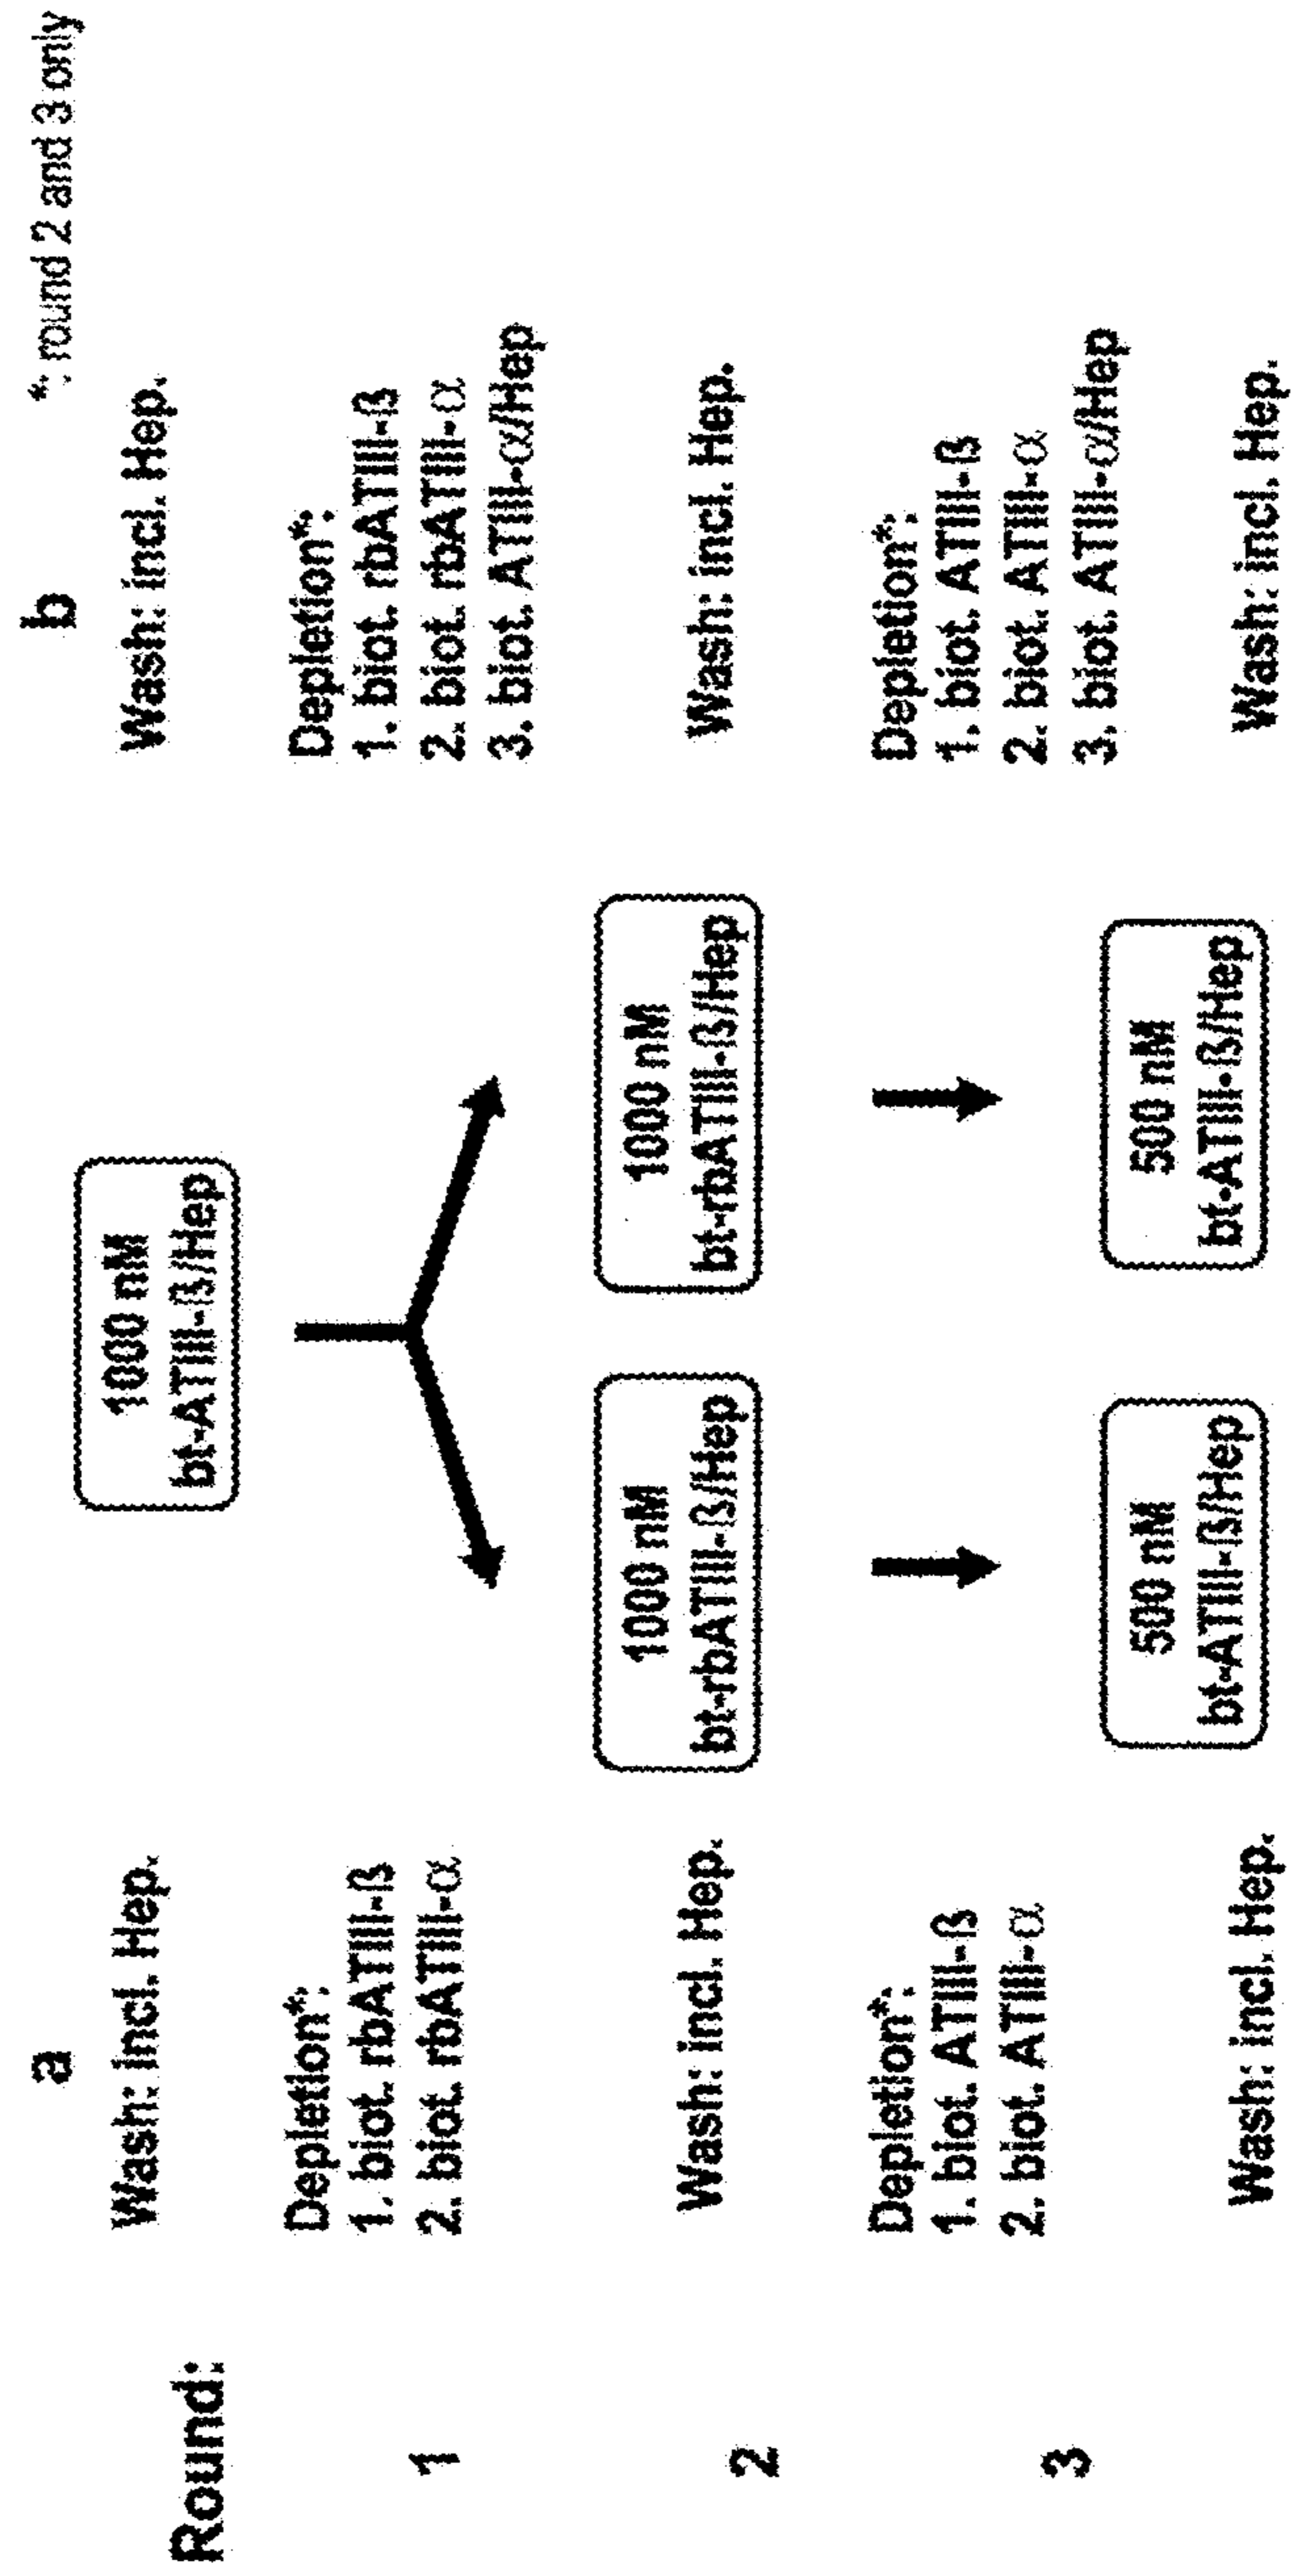 *: round 2 and 3 only
a
b
Round:
1
2
3
Wash: incl. Hep.
Depletion*:
1. biot. rbATIII-ß
2. biot. rbATIII-α
Wash: incl. Hep.
Depletion*:
1. biot. ATIII-ß
2. biot. ATIII-α
Wash: incl. Hep.
1000 nM
bt-ATIII-ß/Hep
1000 nM
bt-rbATIII-ß/Hep
1000 nM
bt-rbATIII-ß/Hep
500 nM
bt-ATIII-ß/Hep
500 nM
bt-ATIII-ß/Hep
Wash: incl. Hep.
Depletion*:
1. biot. rbATIII-ß
2. biot. rbATIII-α
3. biot. ATIII-α/Hep
Wash: incl. Hep.
Depletion*:
1. biot. ATIII-ß
2. biot. ATIII-α
3. biot. ATIII-α/Hep
Wash: incl. Hep.